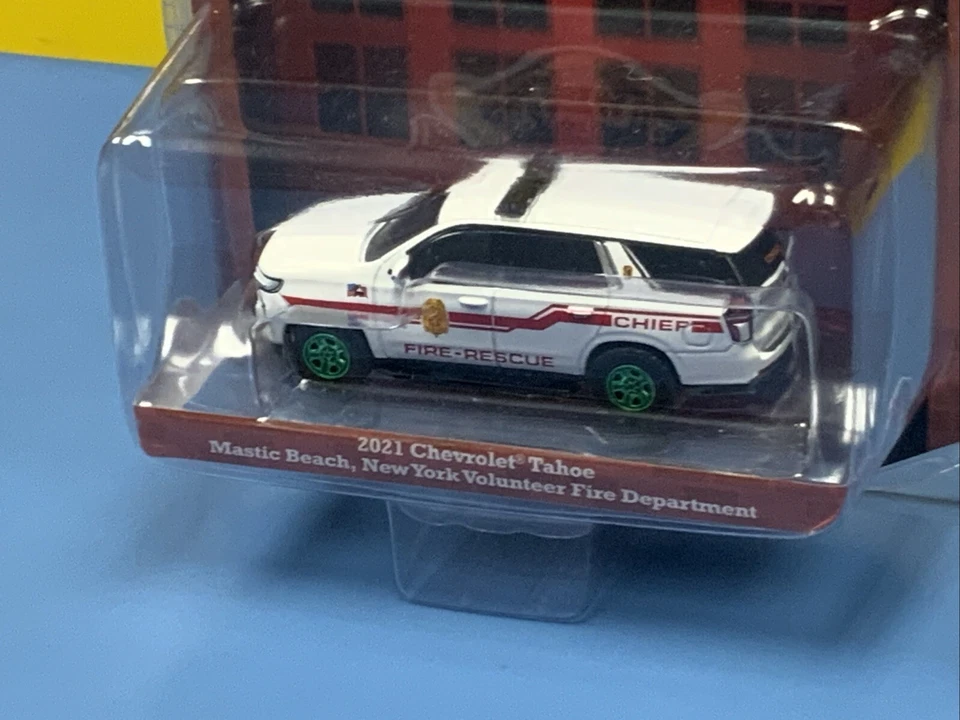 CHIEF
FIRE-RESCUE
2021 Chevrolet® Tahoe
Mastic Beach, New York Volunteer Fire Department